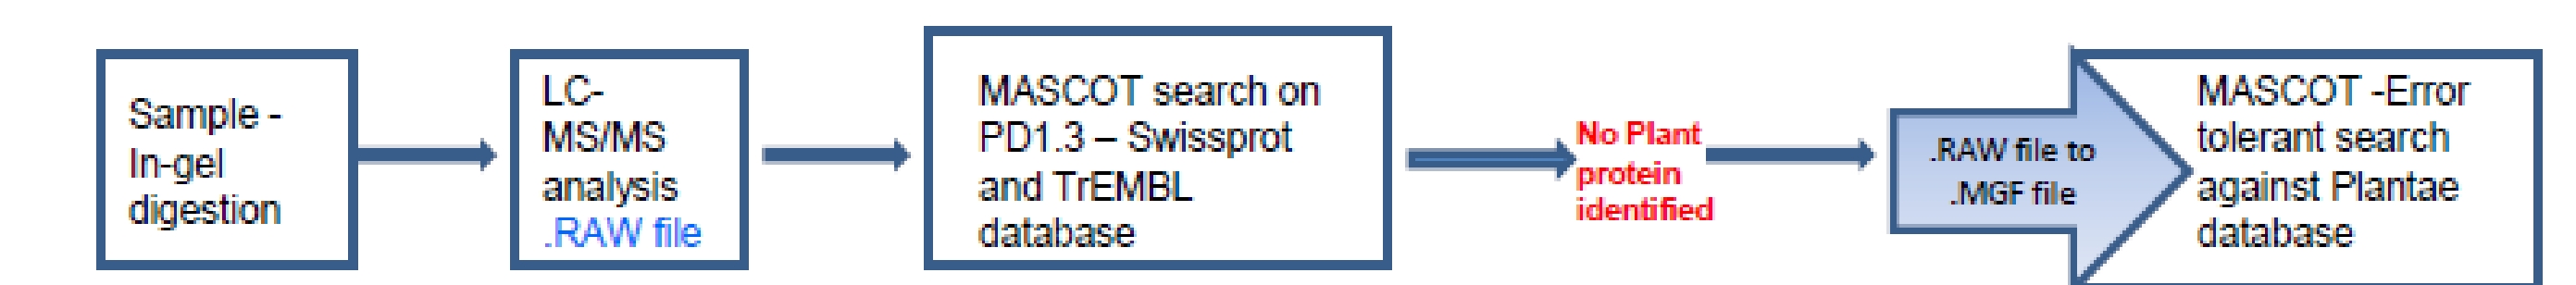 Sample -
In-gel
digestion
LC-
MS/MS
analysis
.RAW file
MASCOT search on
PD1.3 – Swissprot
and TrEMBL
database
No Plant
protein
identified
.RAW file to
.MGF file
MASCOT -Error
tolerant search
against Plantae
database